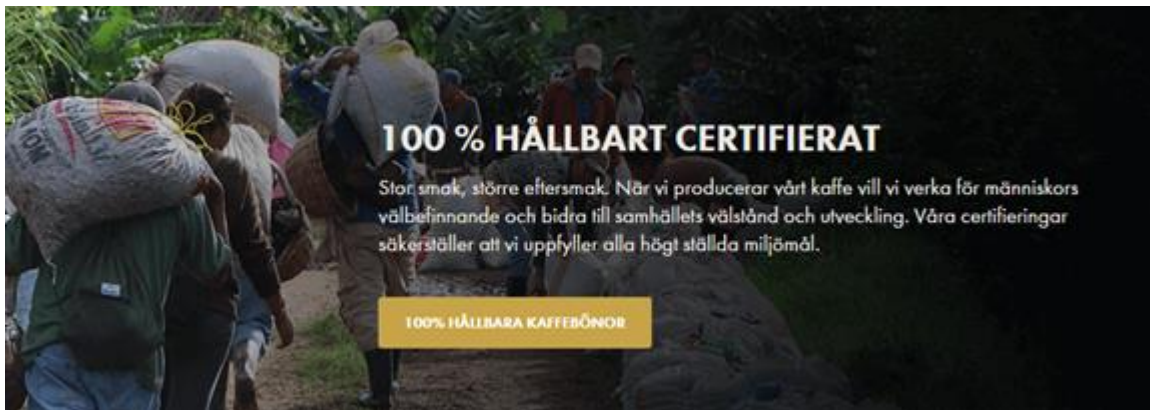 100 % HÅLLBART CERTIFIERAT
Stor smak, större eftersmak. När vi producerar vårt kaffe vill vi verka för människors
välbefinnande och bidra till samhällets välstånd och utveckling. Våra certifieringar
säkerställer att vi uppfyller alla högt ställda miljömål.
100% HÅLLBARA KAFFEBÖNOR